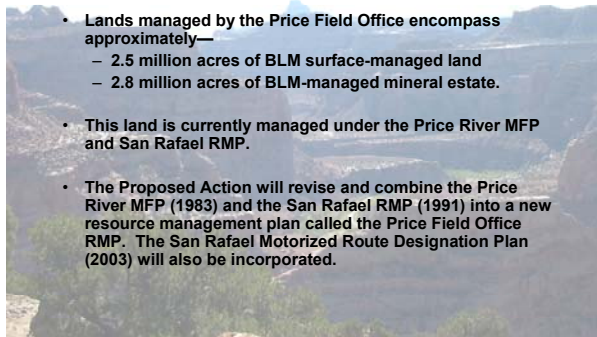 • Lands managed by the Price Field Office encompass
approximately—
– 2.5 million acres of BLM surface-managed land
– 2.8 million acres of BLM-managed mineral estate.
• This land is currently managed under the Price River MFP
and San Rafael RMP.
• The Proposed Action will revise and combine the Price
River MFP (1983) and the San Rafael RMP (1991) into a new
resource management plan called the Price Field Office
RMP.  The San Rafael Motorized Route Designation Plan
(2003) will also be incorporated.